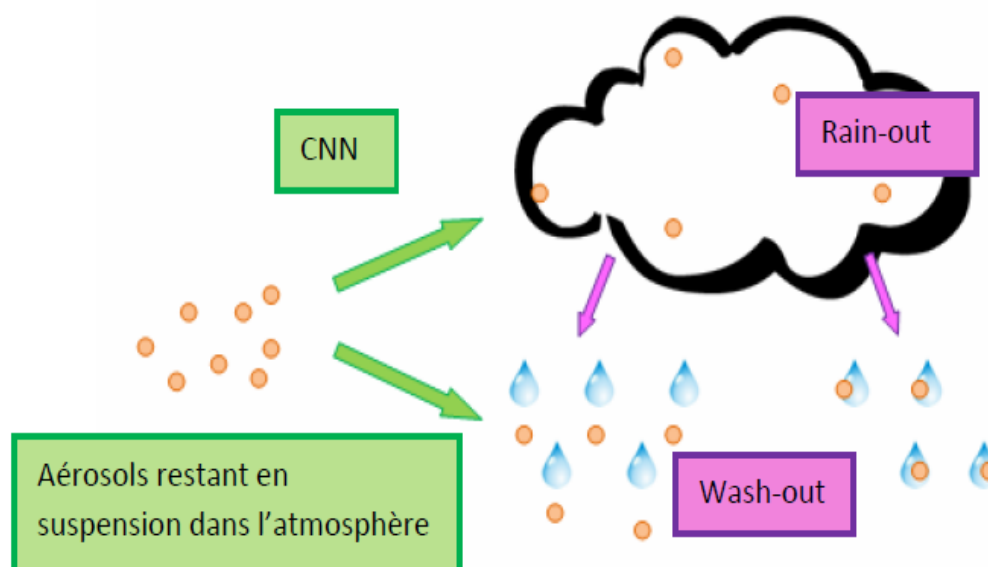 CNN
Rain-out
Aérosols restant en
suspension dans l’atmosphère
Wash-out